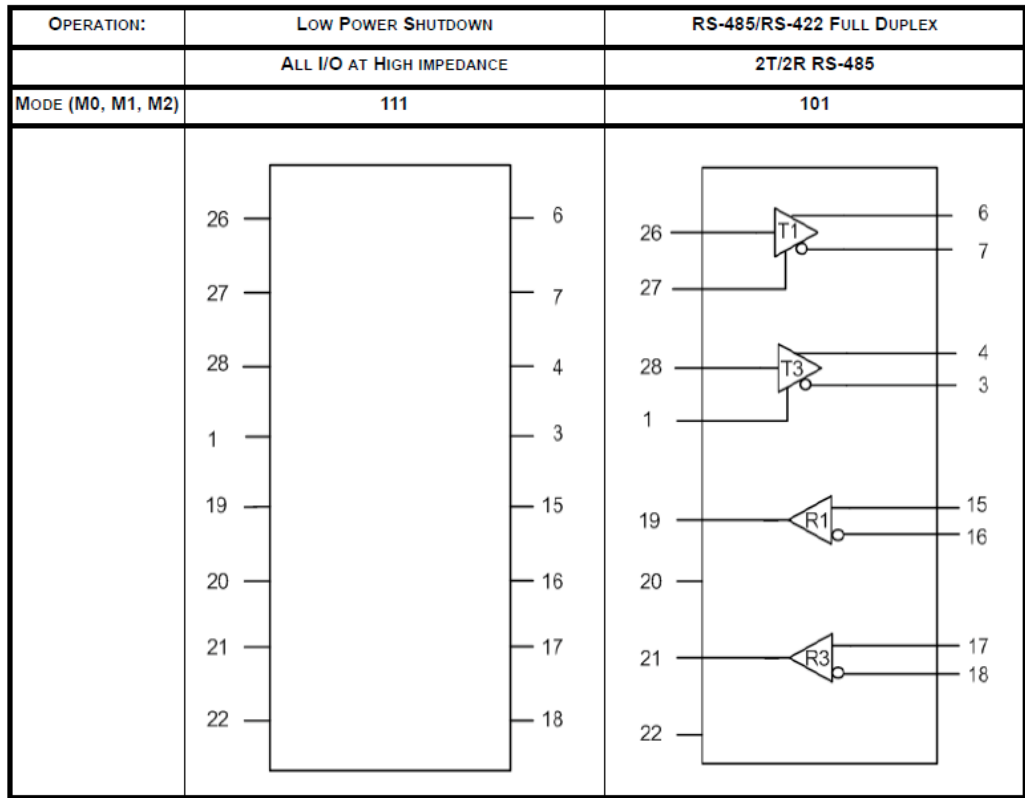 OPERATION: LOW POWER SHUTDOWN RS-485/RS-422 FULL DUPLEX
ALL I/O AT HIGH IMPEDANCE 2T/2R RS-485
MODE (M0, M1, M2) 111 101
26 6
27 7
28 4
1 3
19 15
20 16
21 17
22 18
26 T1 6
7
27
28 T3 4
3
1
19 R1 15
16
20
21 R3 17
18
22